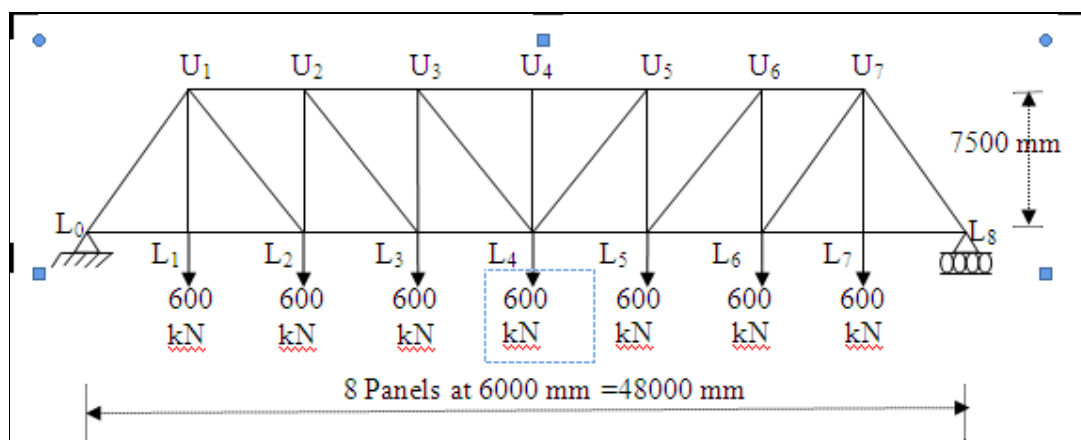 U₁ U₂ U₃ U₄ U₅ U₆ U₇
7500 mm
L₀ L₁ L₂ L₃ L₄ L₅ L₆ L₇ L₈
600 600 600 600 600 600 600
kN kN kN kN kN kN kN
8 Panels at 6000 mm =48000 mm